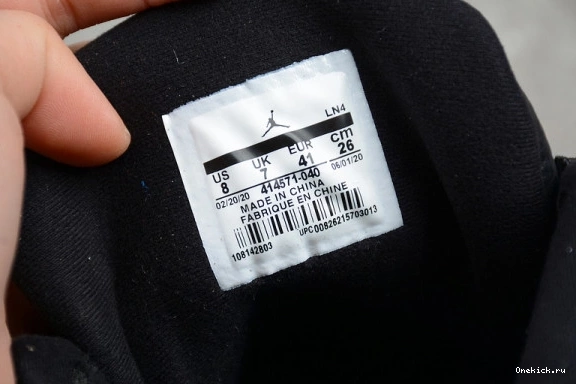 LN4
US UK EUR cm
8 7 41 26
02/20/20 414571-040 06/01/20
MADE IN CHINA
FABRIQUE EN CHINE
108142803 UPC00826215703013
Onekick.ru